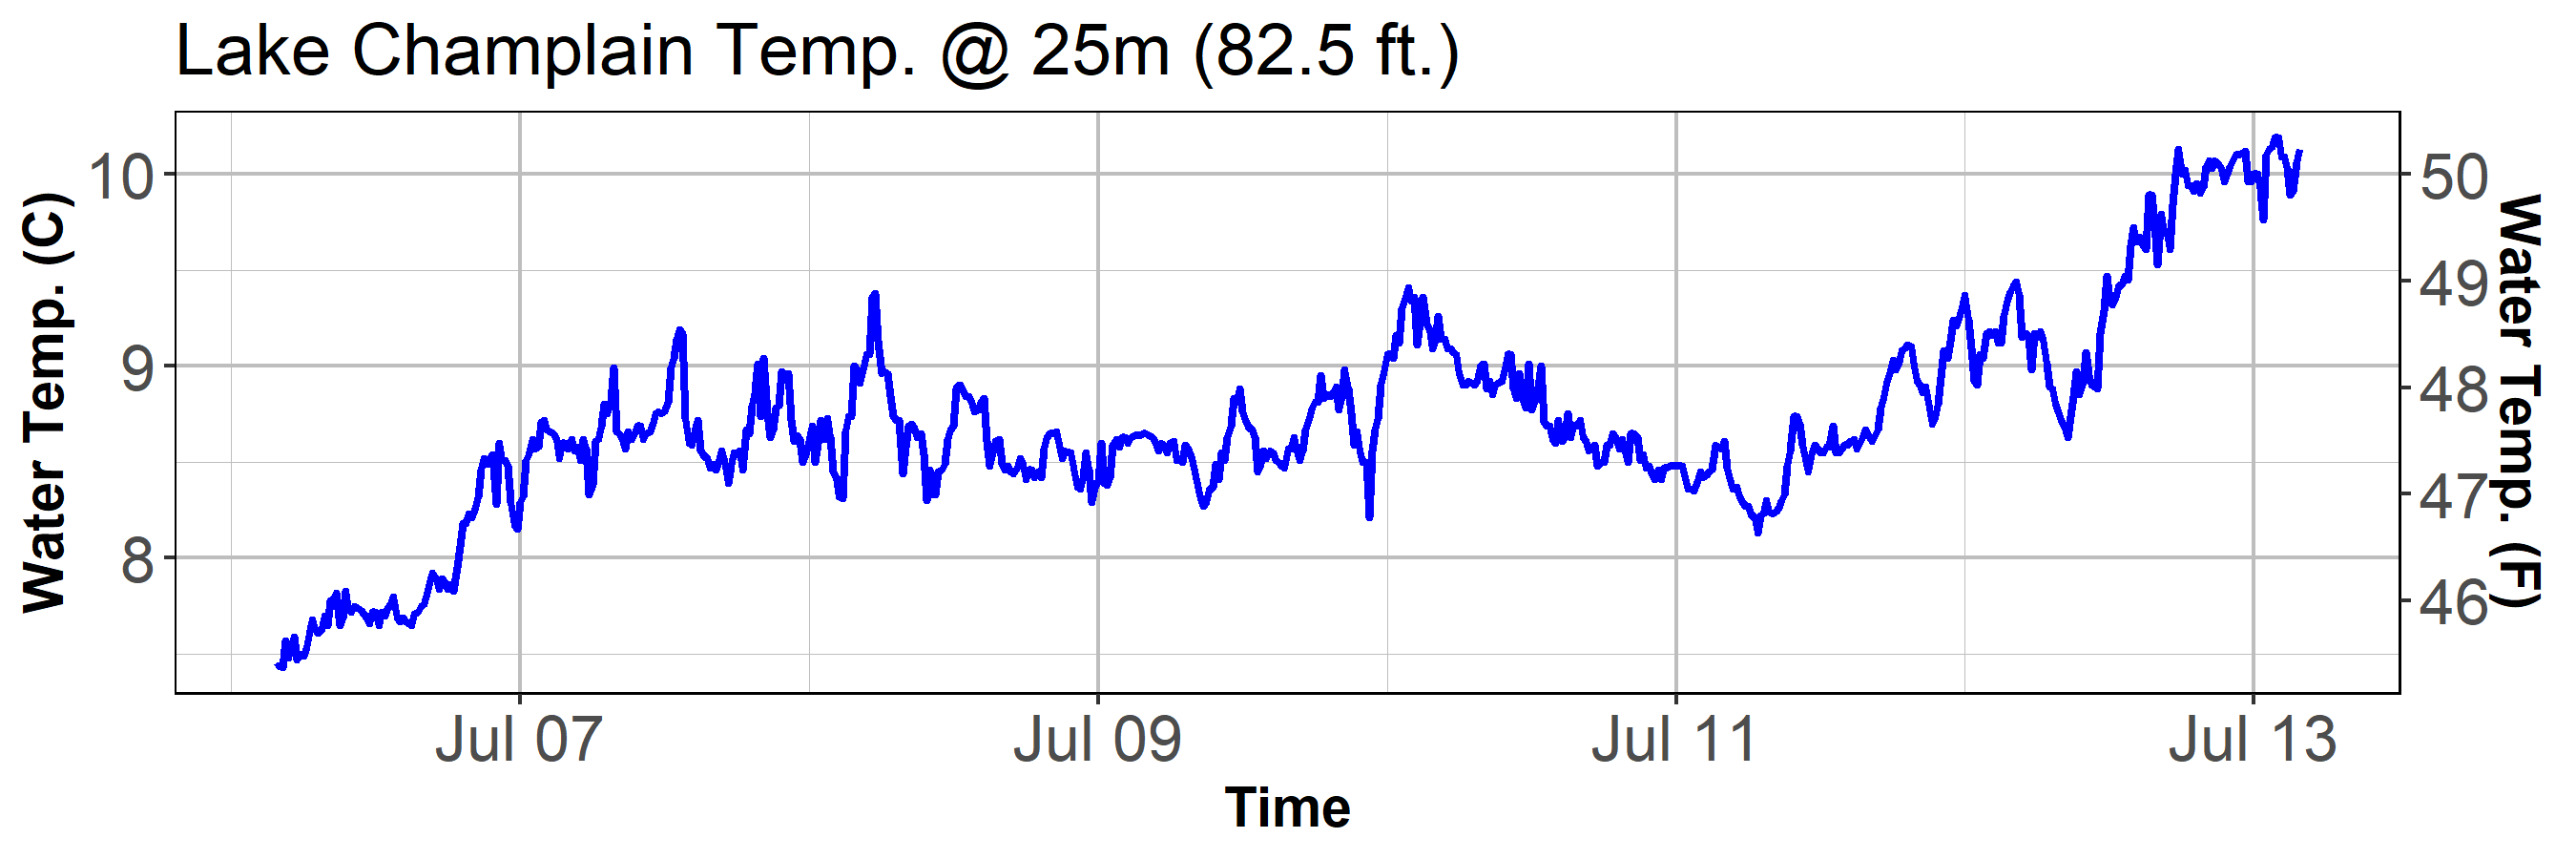 Lake Champlain Temp. @ 25m (82.5 ft.)
Water Temp. (C)
10
9
8
50
49
48
47
46
Water Temp. (F)
Jul 07
Jul 09
Jul 11
Jul 13
Time